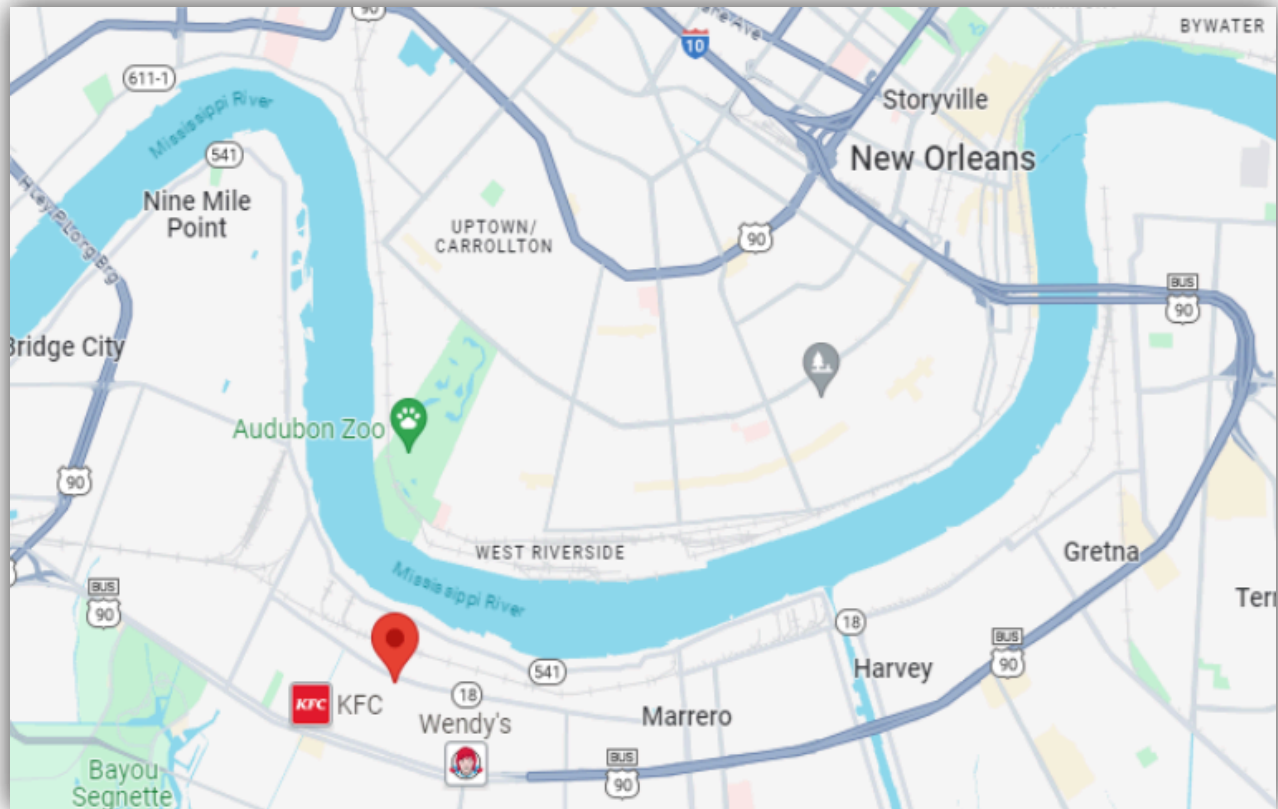 90
BYWATER
10
611-1
Mississippi River
Storyville
New Orleans
541
Nine Mile
Point
UPTOWN/
CARROLLTON
90
BUS
90
Bridge City
Audubon Zoo
90
WEST RIVERSIDE
Gretna
Mississippi River
BUS
90
18
BUS
90
541
Harvey
KFC
KFC
18
Wendy's
Marrero
BUS
90
Bayou
Segnette